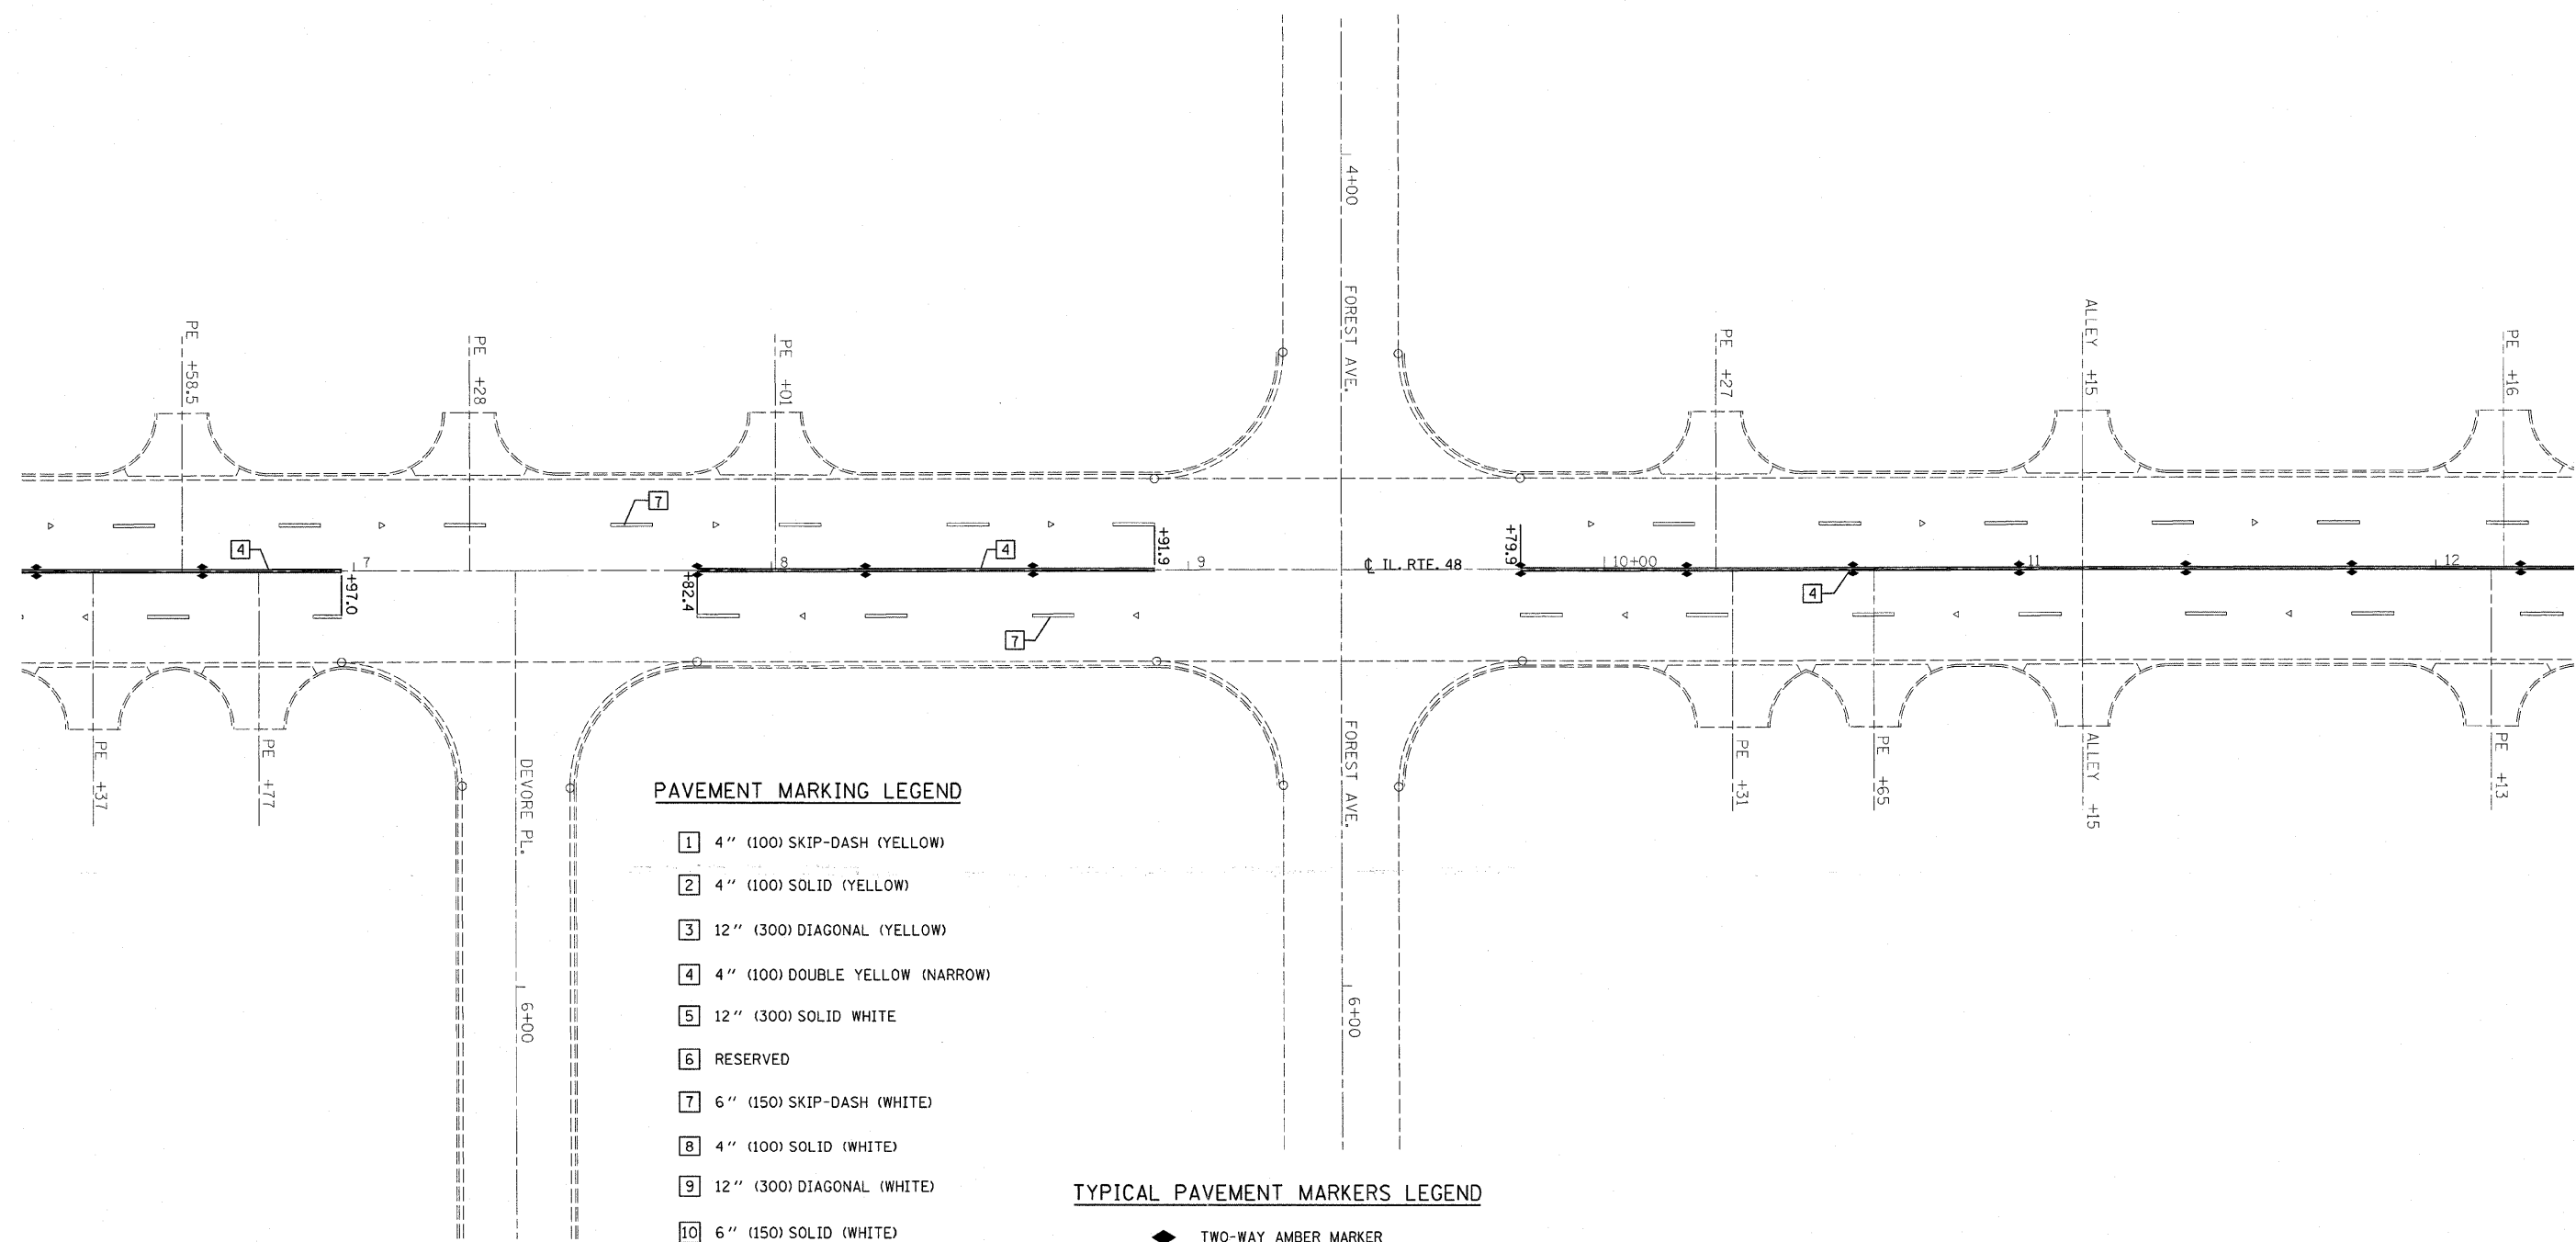 4+00
FOREST AVE.
PE +58.5
PE +28
PE +01
PE +27
ALLEY +15
PE +16
7
4
7
+97.0
+82.4
8
4
+91.9
9
℄ IL. RTE. 48
+79.9
10+00
4
11
12
7
PE +37
PE +77
DEVORE PL.
6+00
FOREST AVE.
6+00
PE +31
PE +65
ALLEY +15
PE +13
PAVEMENT MARKING LEGEND
1 4" (100) SKIP-DASH (YELLOW)
2 4" (100) SOLID (YELLOW)
3 12" (300) DIAGONAL (YELLOW)
4 4" (100) DOUBLE YELLOW (NARROW)
5 12" (300) SOLID WHITE
6 RESERVED
7 6" (150) SKIP-DASH (WHITE)
8 4" (100) SOLID (WHITE)
9 12" (300) DIAGONAL (WHITE)
10 6" (150) SOLID (WHITE)
TYPICAL PAVEMENT MARKERS LEGEND
TWO-WAY AMBER MARKER